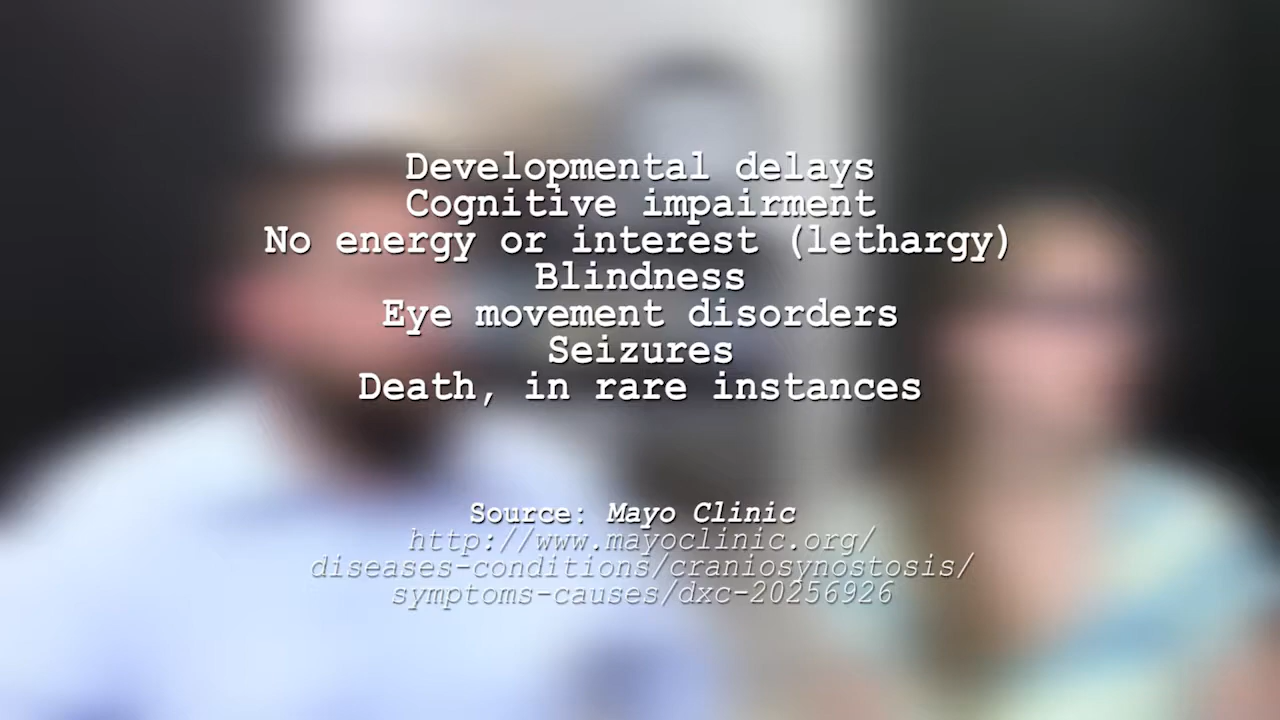 Developmental delays
Cognitive impairment
No energy or interest (lethargy)
Blindness
Eye movement disorders
Seizures
Death, in rare instances
Source: Mayo Clinic
http://www.mayoclinic.org/
diseases-conditions/craniosynostosis/
symptoms-causes/dxc-20256926